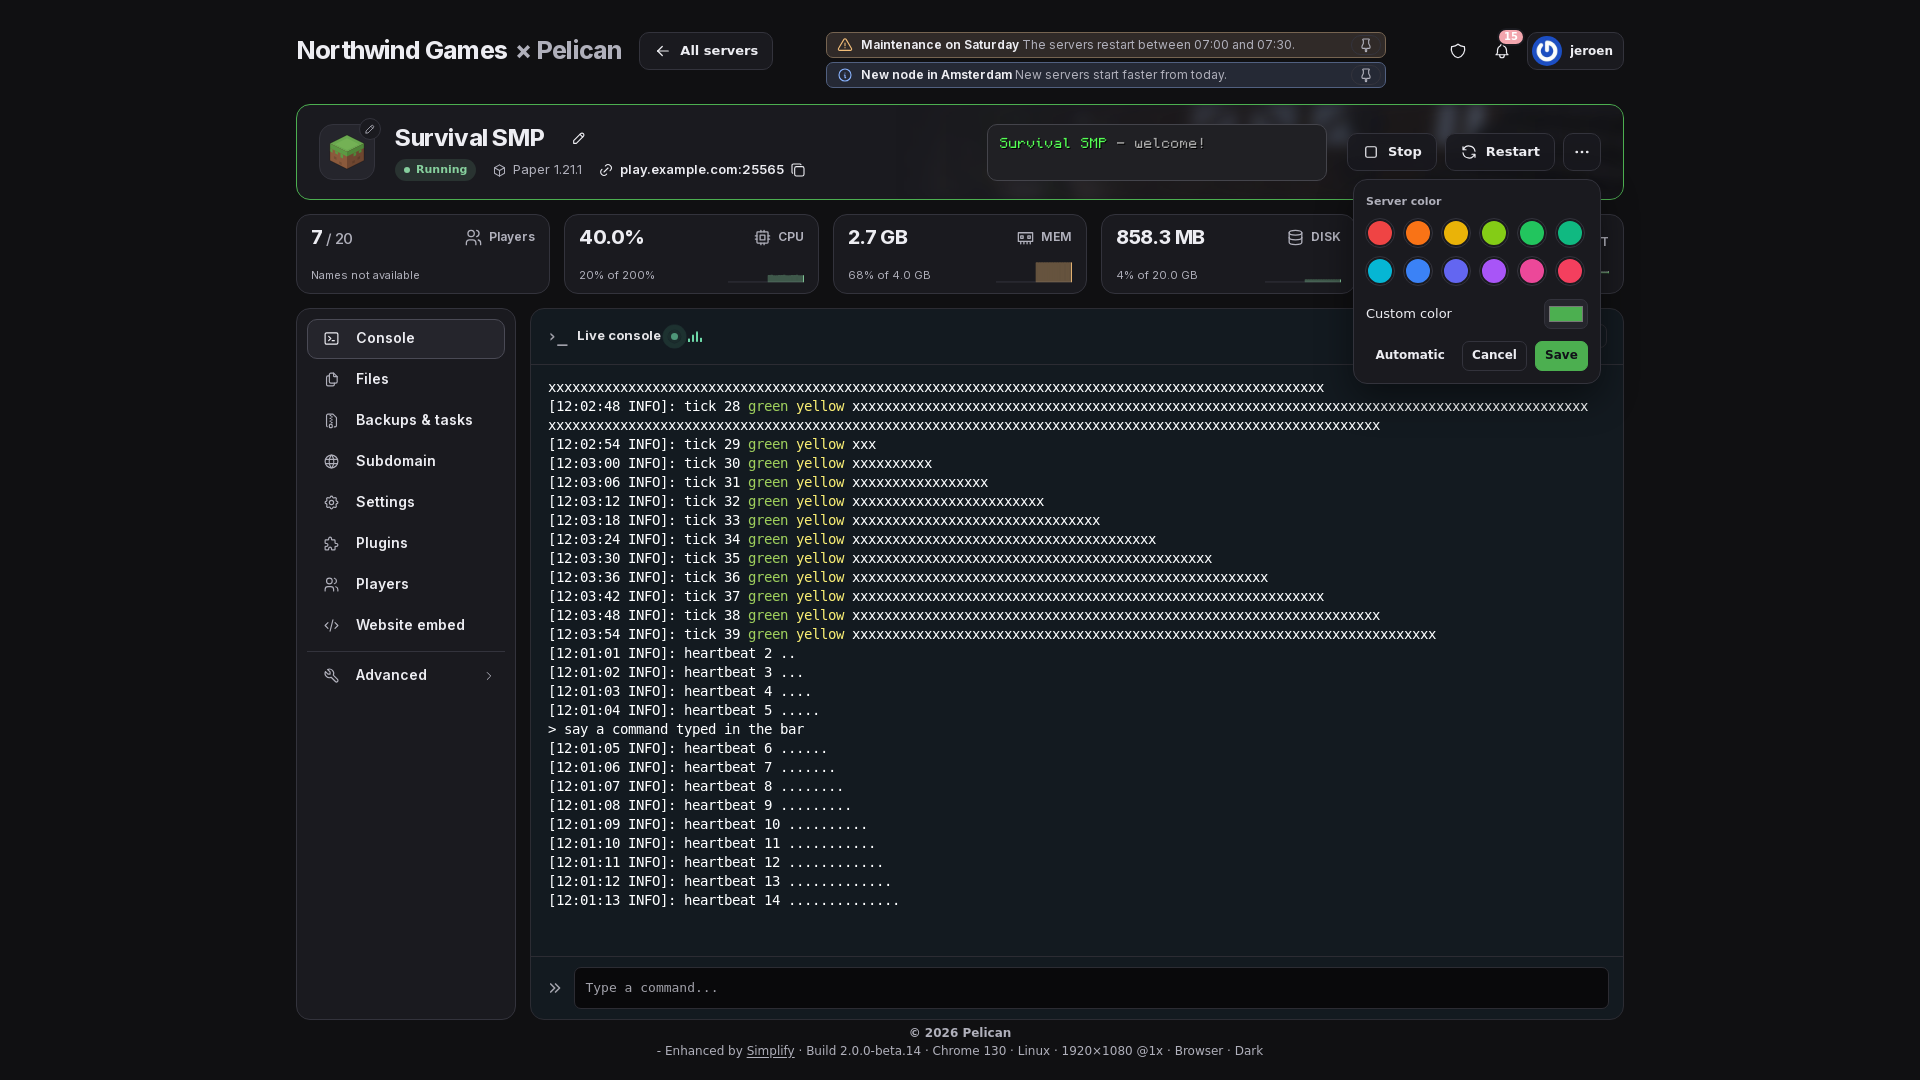 Northwind Games × Pelican
All servers
Maintenance on Saturday The servers restart between 07:00 and 07:30.
New node in Amsterdam New servers start faster from today.
15
jeroen
Survival SMP
Running
Paper 1.21.1
play.example.com:25565
Survival SMP - welcome!
Stop
Restart
7 / 20
Players
Names not available
40.0%
CPU
20% of 200%
2.7 GB
MEM
68% of 4.0 GB
858.3 MB
DISK
4% of 20.0 GB
T
Server color
Custom color
Automatic
Cancel
Save
Console
Files
Backups & tasks
Subdomain
Settings
Plugins
Players
Website embed
Advanced
>_ Live console
[12:02:48 INFO]: tick 28 green yellow
[12:02:54 INFO]: tick 29 green yellow xxx
[12:03:00 INFO]: tick 30 green yellow xxxxxxxxxx
[12:03:06 INFO]: tick 31 green yellow xxxxxxxxxxxxxxxxx
[12:03:12 INFO]: tick 32 green yellow xxxxxxxxxxxxxxxxxxxxxxxx
[12:03:18 INFO]: tick 33 green yellow xxxxxxxxxxxxxxxxxxxxxxxxxxxxxxx
[12:03:24 INFO]: tick 34 green yellow xxxxxxxxxxxxxxxxxxxxxxxxxxxxxxxxxxxxxx
[12:03:30 INFO]: tick 35 green yellow xxxxxxxxxxxxxxxxxxxxxxxxxxxxxxxxxxxxxxxxxxxxx
[12:03:36 INFO]: tick 36 green yellow xxxxxxxxxxxxxxxxxxxxxxxxxxxxxxxxxxxxxxxxxxxxxxxxxxxx
[12:03:42 INFO]: tick 37 green yellow xxxxxxxxxxxxxxxxxxxxxxxxxxxxxxxxxxxxxxxxxxxxxxxxxxxxxxxxxxx
[12:03:48 INFO]: tick 38 green yellow xxxxxxxxxxxxxxxxxxxxxxxxxxxxxxxxxxxxxxxxxxxxxxxxxxxxxxxxxxxxxxxxxx
[12:03:54 INFO]: tick 39 green yellow xxxxxxxxxxxxxxxxxxxxxxxxxxxxxxxxxxxxxxxxxxxxxxxxxxxxxxxxxxxxxxxxxxxxxxxxx
[12:01:01 INFO]: heartbeat 2 ..
[12:01:02 INFO]: heartbeat 3 ...
[12:01:03 INFO]: heartbeat 4 ....
[12:01:04 INFO]: heartbeat 5 .....
> say a command typed in the bar
[12:01:05 INFO]: heartbeat 6 ......
[12:01:06 INFO]: heartbeat 7 .......
[12:01:07 INFO]: heartbeat 8 ........
[12:01:08 INFO]: heartbeat 9 .........
[12:01:09 INFO]: heartbeat 10 ..........
[12:01:10 INFO]: heartbeat 11 ...........
[12:01:11 INFO]: heartbeat 12 ............
[12:01:12 INFO]: heartbeat 13 .............
[12:01:13 INFO]: heartbeat 14 ..............
Type a command...
© 2026 Pelican
- Enhanced by Simplify · Build 2.0.0-beta.14 · Chrome 130 · Linux · 1920×1080 @1x · Browser · Dark